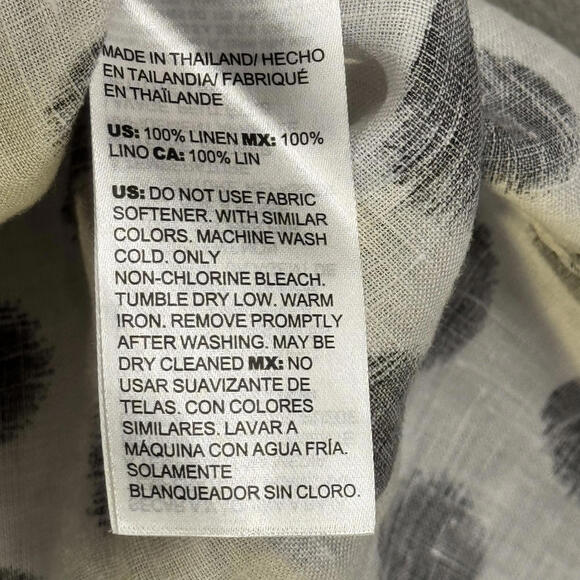 MADE IN THAILAND/ HECHO
EN TAILANDIA/ FABRIQUÉ
EN THAÏLANDE
US: 100% LINEN MX: 100%
LINO CA: 100% LIN
US: DO NOT USE FABRIC
SOFTENER. WITH SIMILAR
COLORS. MACHINE WASH
COLD. ONLY
NON-CHLORINE BLEACH.
TUMBLE DRY LOW. WARM
IRON. REMOVE PROMPTLY
AFTER WASHING. MAY BE
DRY CLEANED MX: NO
USAR SUAVIZANTE DE
TELAS. CON COLORES
SIMILARES. LAVAR A
MÁQUINA CON AGUA FRÍA.
SOLAMENTE
BLANQUEADOR SIN CLORO.